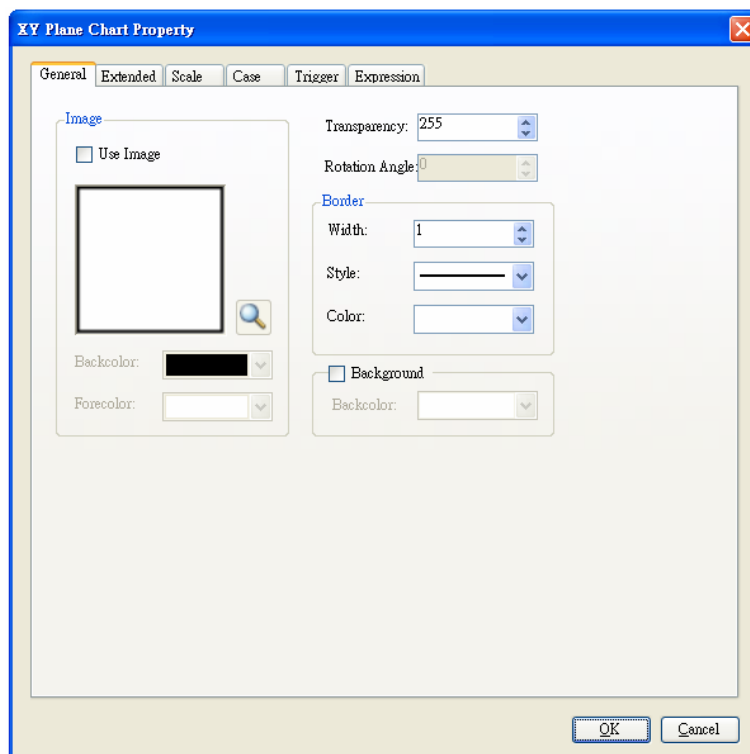 XY Plane Chart Property
General Extended Scale Case Trigger Expression
Image
Use Image
Backcolor:
Forecolor:
Transparency: 255
Rotation Angle: 0
Border
Width: 1
Style:
Color:
Background
Backcolor:
OK Cancel